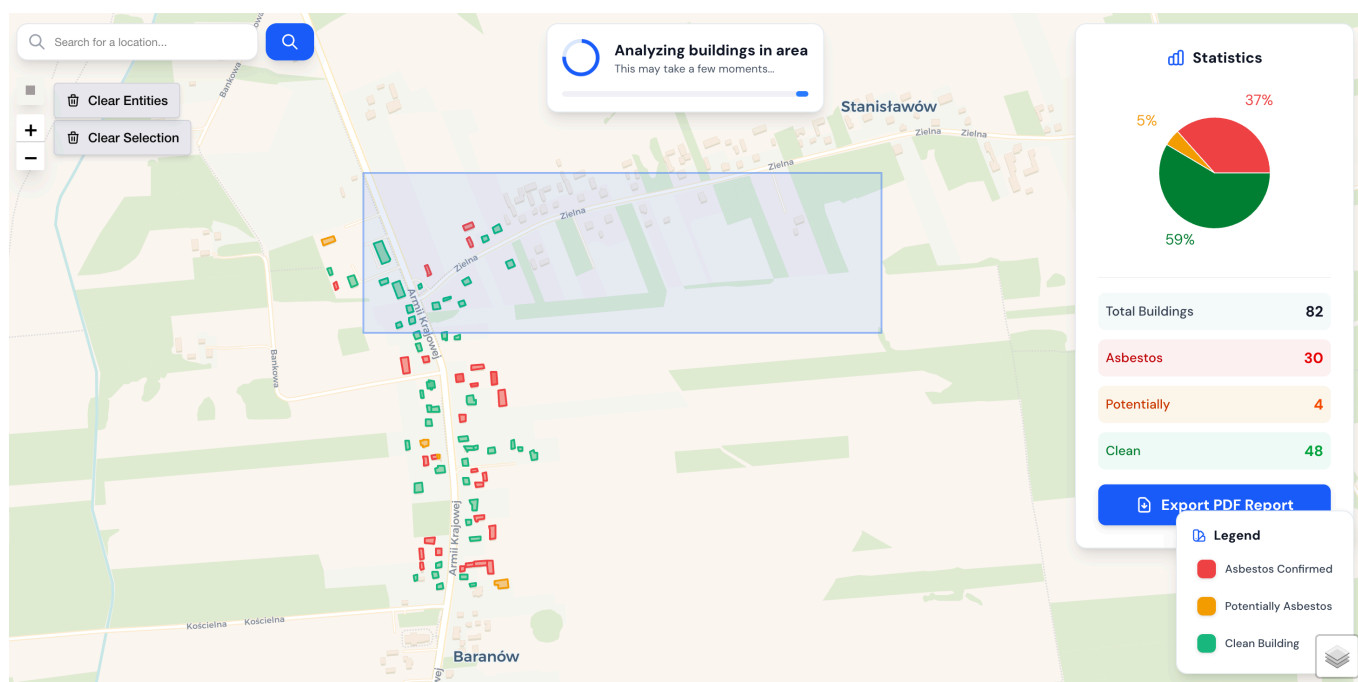 Search for a location...
Clear Entities
Clear Selection
+
−
Analyzing buildings in area
This may take a few moments...
Stanisławów
Zielna
Zielna
Zielna
Zielna
Zielna
Bankowa
Bankowa
Armii Krajowej
Armii Krajowej
Kościelna
Kościelna
Baranów
Statistics
37%
5%
59%
Total Buildings 82
Asbestos 30
Potentially 4
Clean 48
Export PDF Report
Legend
Asbestos Confirmed
Potentially Asbestos
Clean Building